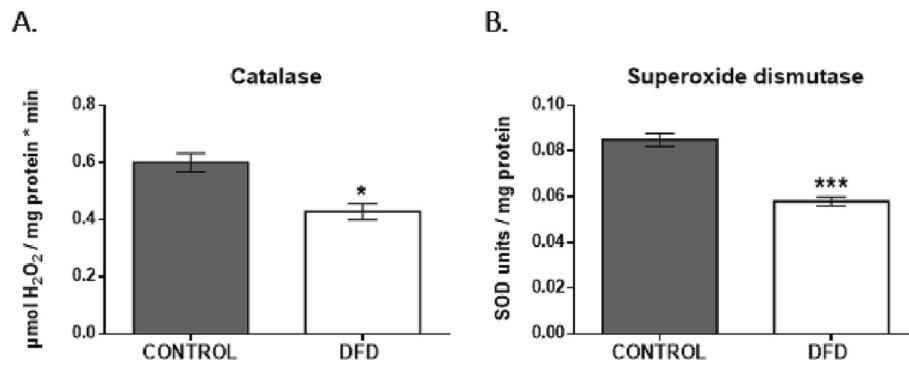 A.
Catalase
µmol H₂O₂ / mg protein * min
0.8
0.6
0.4
0.2
0.0
*
CONTROL
DFD
B.
Superoxide dismutase
SOD units / mg protein
0.10
0.08
0.06
0.04
0.02
0.00
***
CONTROL
DFD